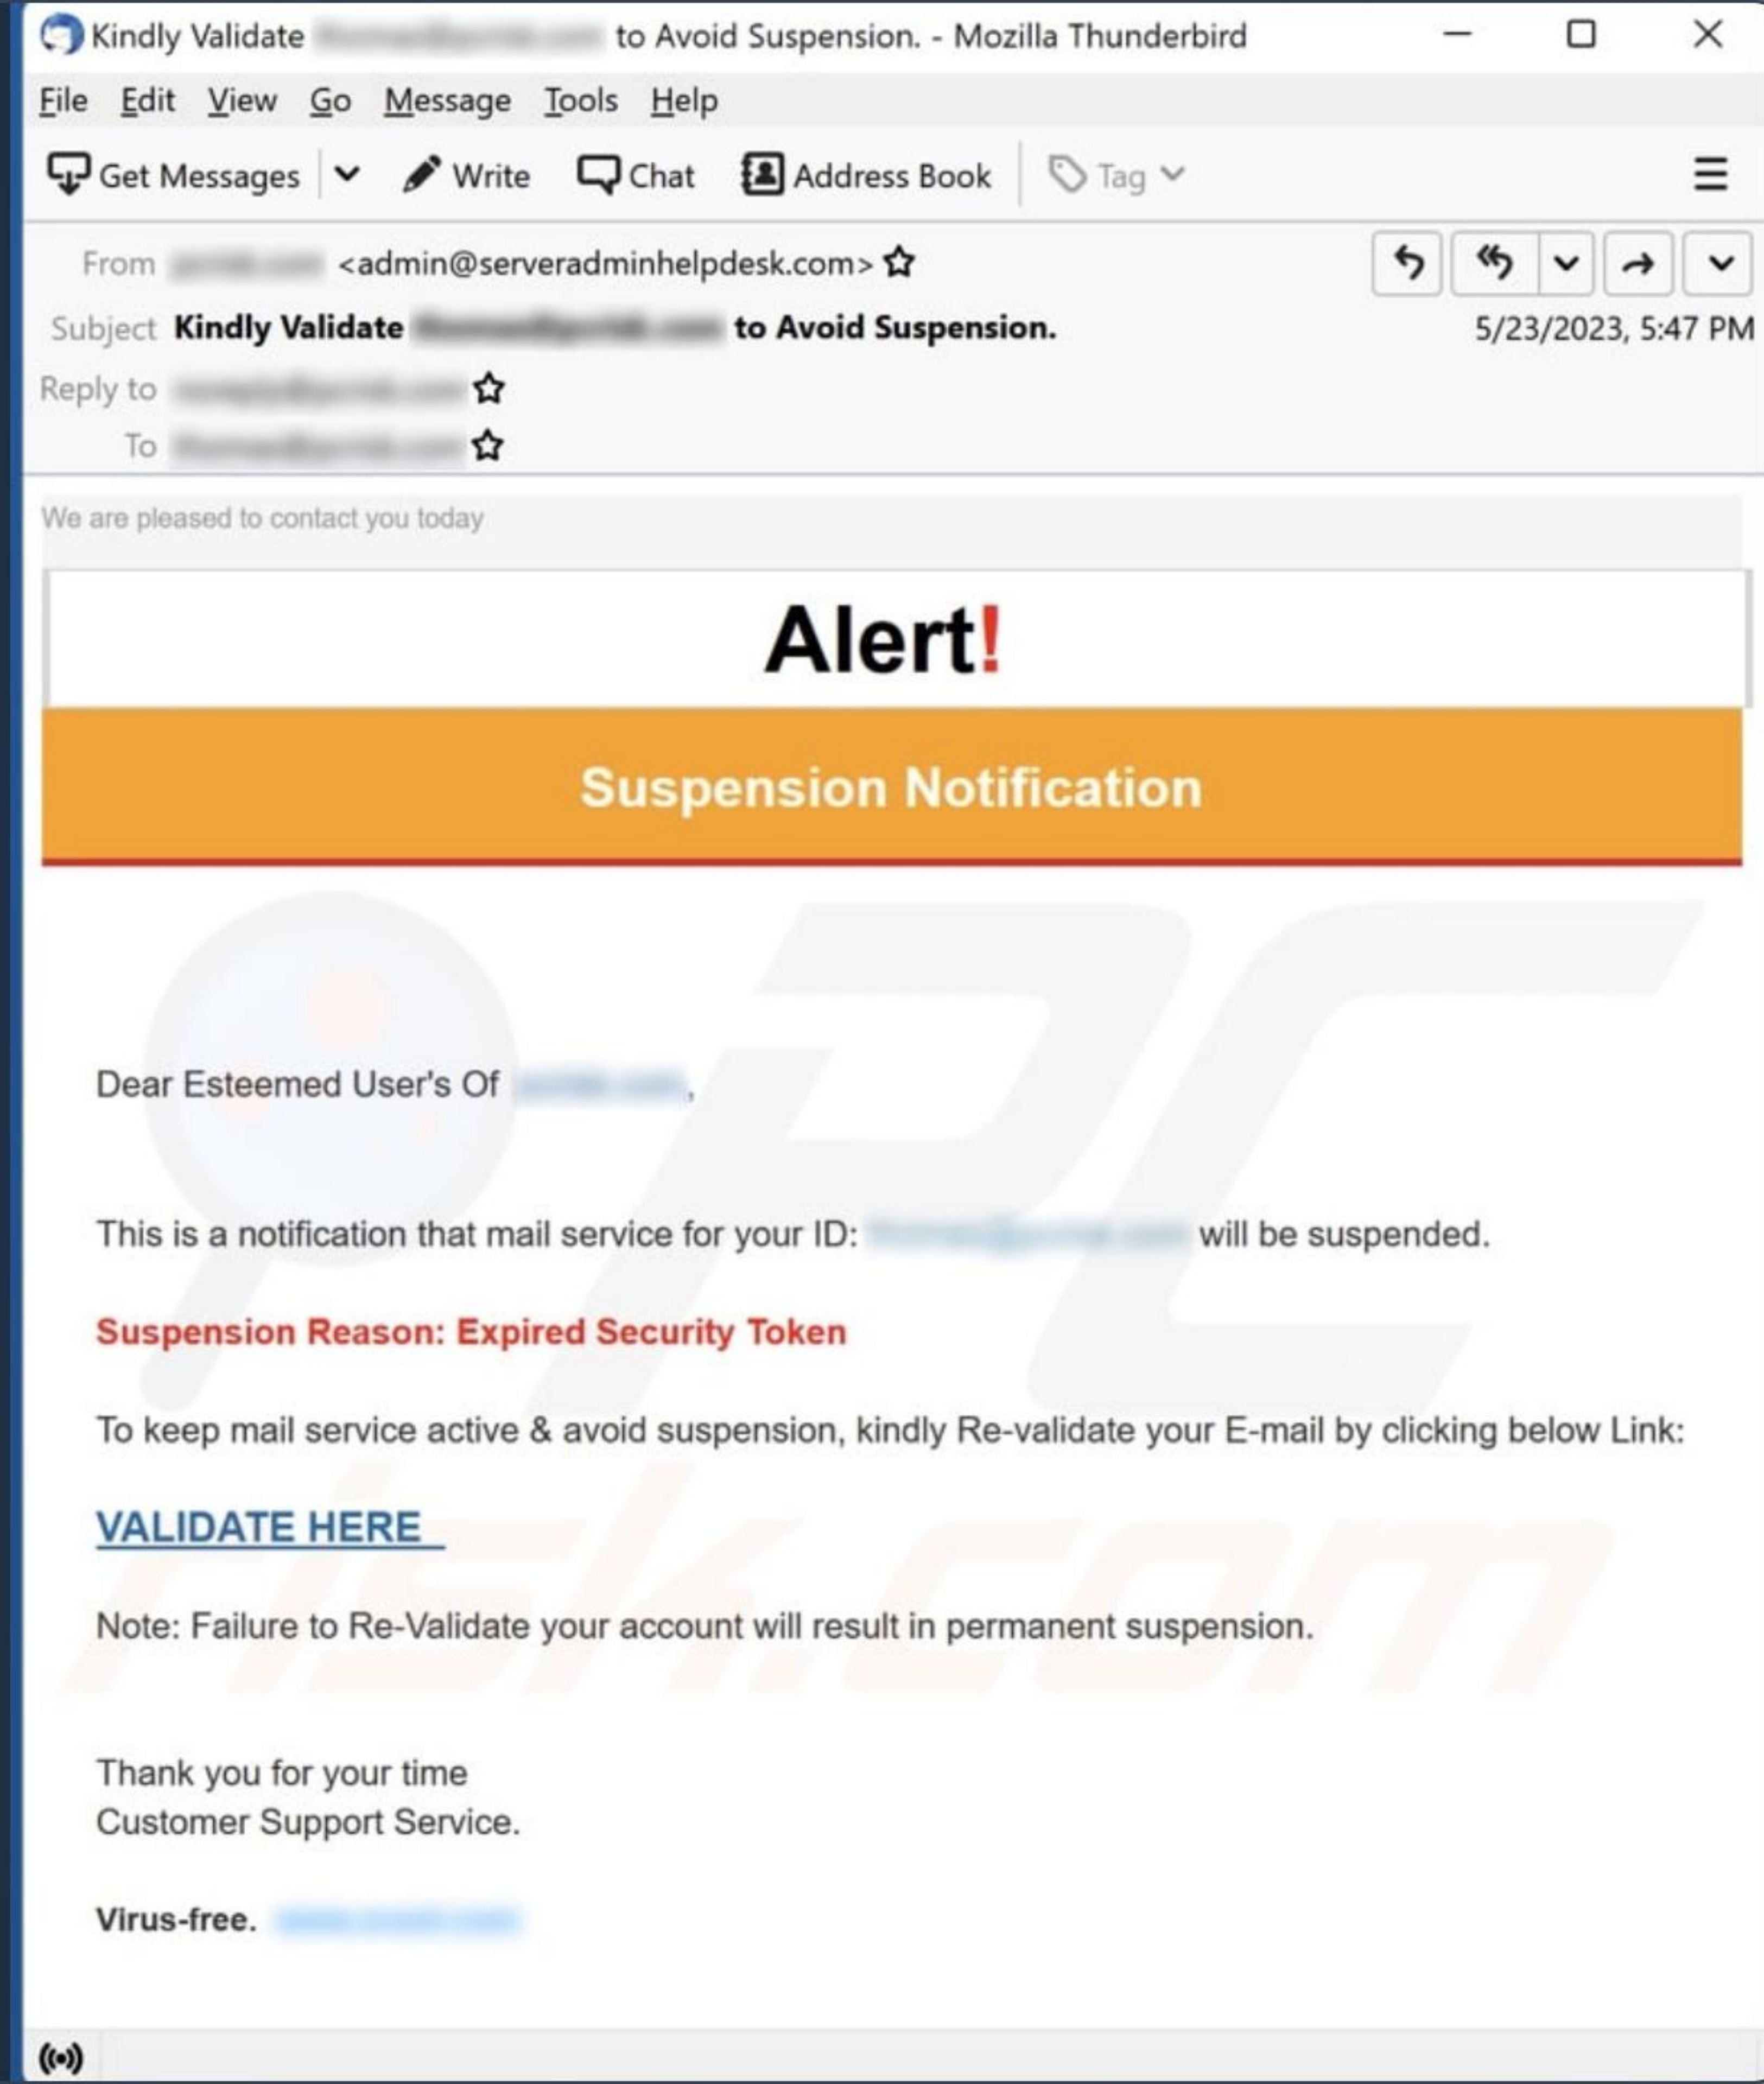 Kindly Validate to Avoid Suspension. - Mozilla Thunderbird
File Edit View Go Message Tools Help
Get Messages Write Chat Address Book Tag
From <admin@serveradminhelpdesk.com>
Subject Kindly Validate to Avoid Suspension.
5/23/2023, 5:47 PM
Reply to
To
We are pleased to contact you today
Alert!
Suspension Notification
Dear Esteemed User's Of ,
This is a notification that mail service for your ID: will be suspended.
Suspension Reason: Expired Security Token
To keep mail service active & avoid suspension, kindly Re-validate your E-mail by clicking below Link:
VALIDATE HERE
Note: Failure to Re-Validate your account will result in permanent suspension.
Thank you for your time
Customer Support Service.
Virus-free.
PC
risk.com